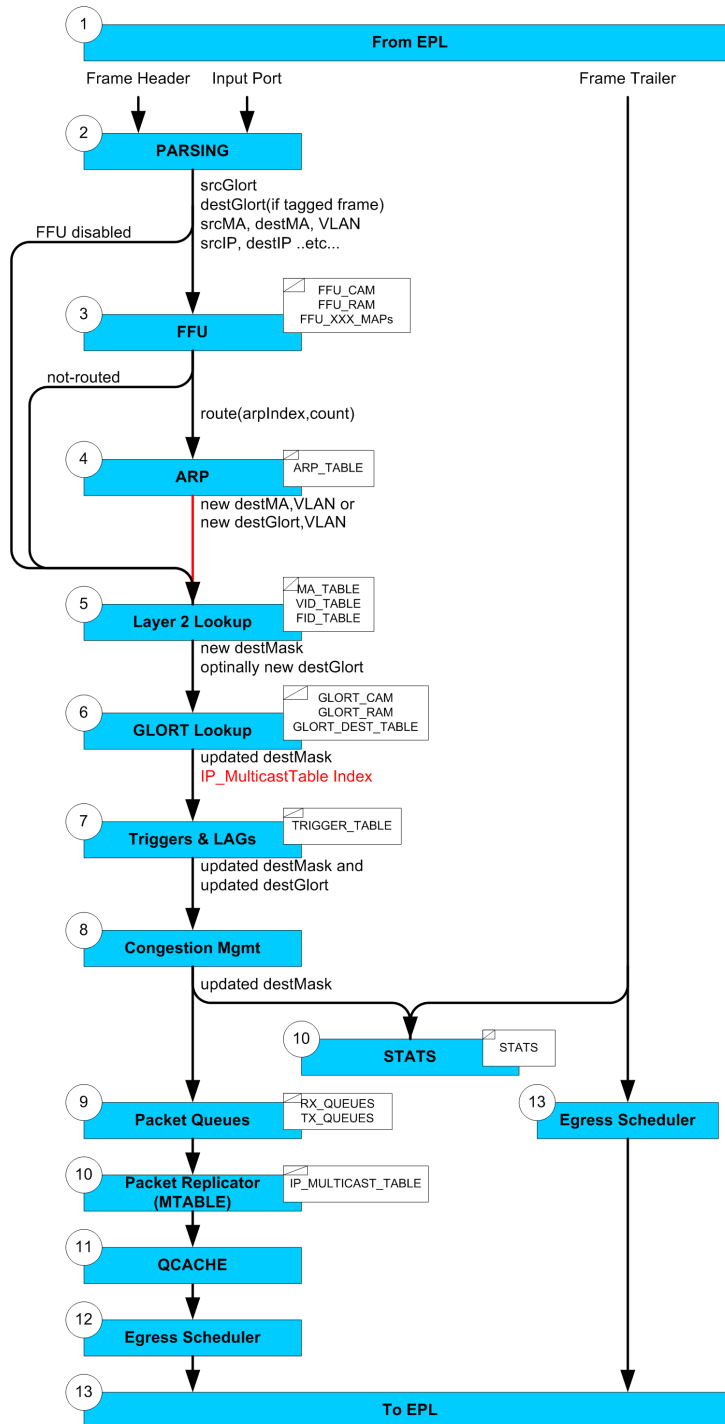 1
From EPL
Frame Header
Input Port
Frame Trailer
2
PARSING
srcGlort
destGlort(if tagged frame)
srcMA, destMA, VLAN
srcIP, destIP ..etc...
FFU disabled
FFU_CAM
FFU_RAM
FFU_XXX_MAPs
3
FFU
not-routed
route(arpIndex,count)
4
ARP
ARP_TABLE
new destMA,VLAN or
new destGlort,VLAN
5
Layer 2 Lookup
MA_TABLE
VID_TABLE
FID_TABLE
new destMask
optinally new destGlort
6
GLORT Lookup
GLORT_CAM
GLORT_RAM
GLORT_DEST_TABLE
updated destMask
IP_MulticastTable Index
7
Triggers & LAGs
TRIGGER_TABLE
updated destMask and
updated destGlort
8
Congestion Mgmt
updated destMask
10
STATS
STATS
9
Packet Queues
RX_QUEUES
TX_QUEUES
13
Egress Scheduler
10
Packet Replicator
(MTABLE)
IP_MULTICAST_TABLE
11
QCACHE
12
Egress Scheduler
13
To EPL